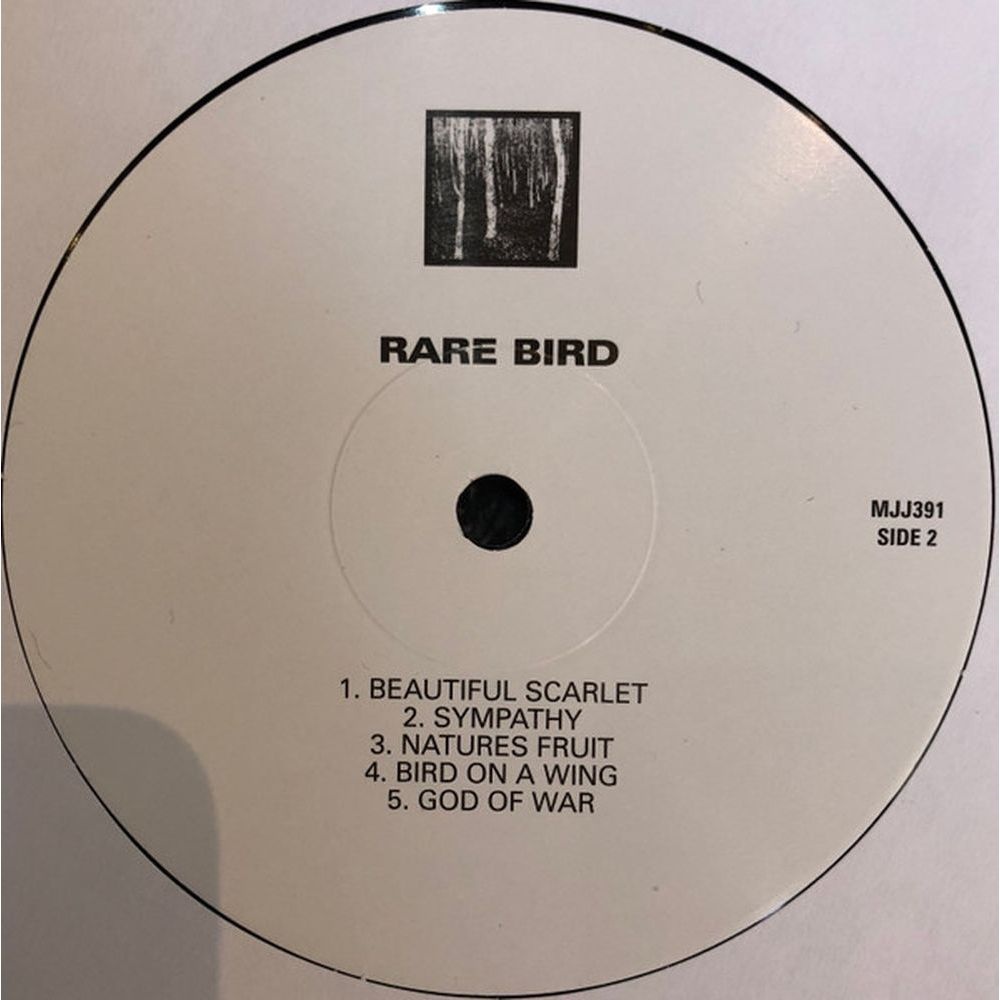 RARE BIRD
MJJ391
SIDE 2
1. BEAUTIFUL SCARLET
2. SYMPATHY
3. NATURES FRUIT
4. BIRD ON A WING
5. GOD OF WAR